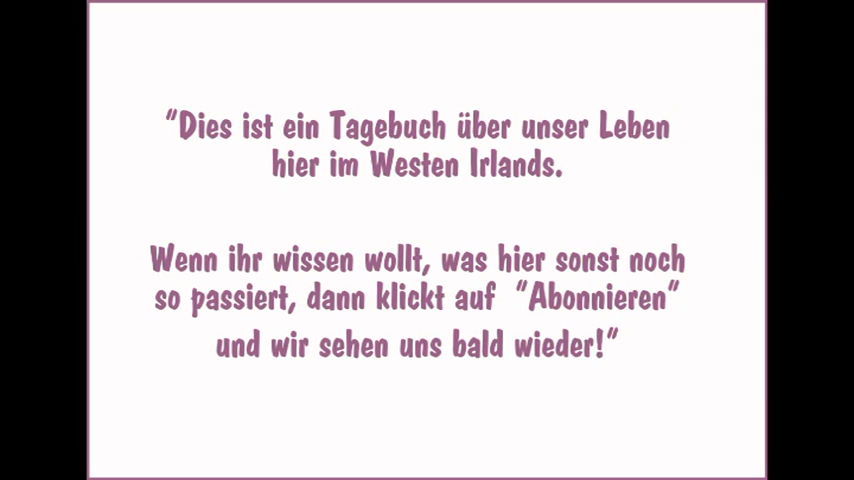 "Dies ist ein Tagebuch über unser Leben
hier im Westen Irlands.
Wenn ihr wissen wollt, was hier sonst noch
so passiert, dann klickt auf "Abonnieren"
und wir sehen uns bald wieder!"